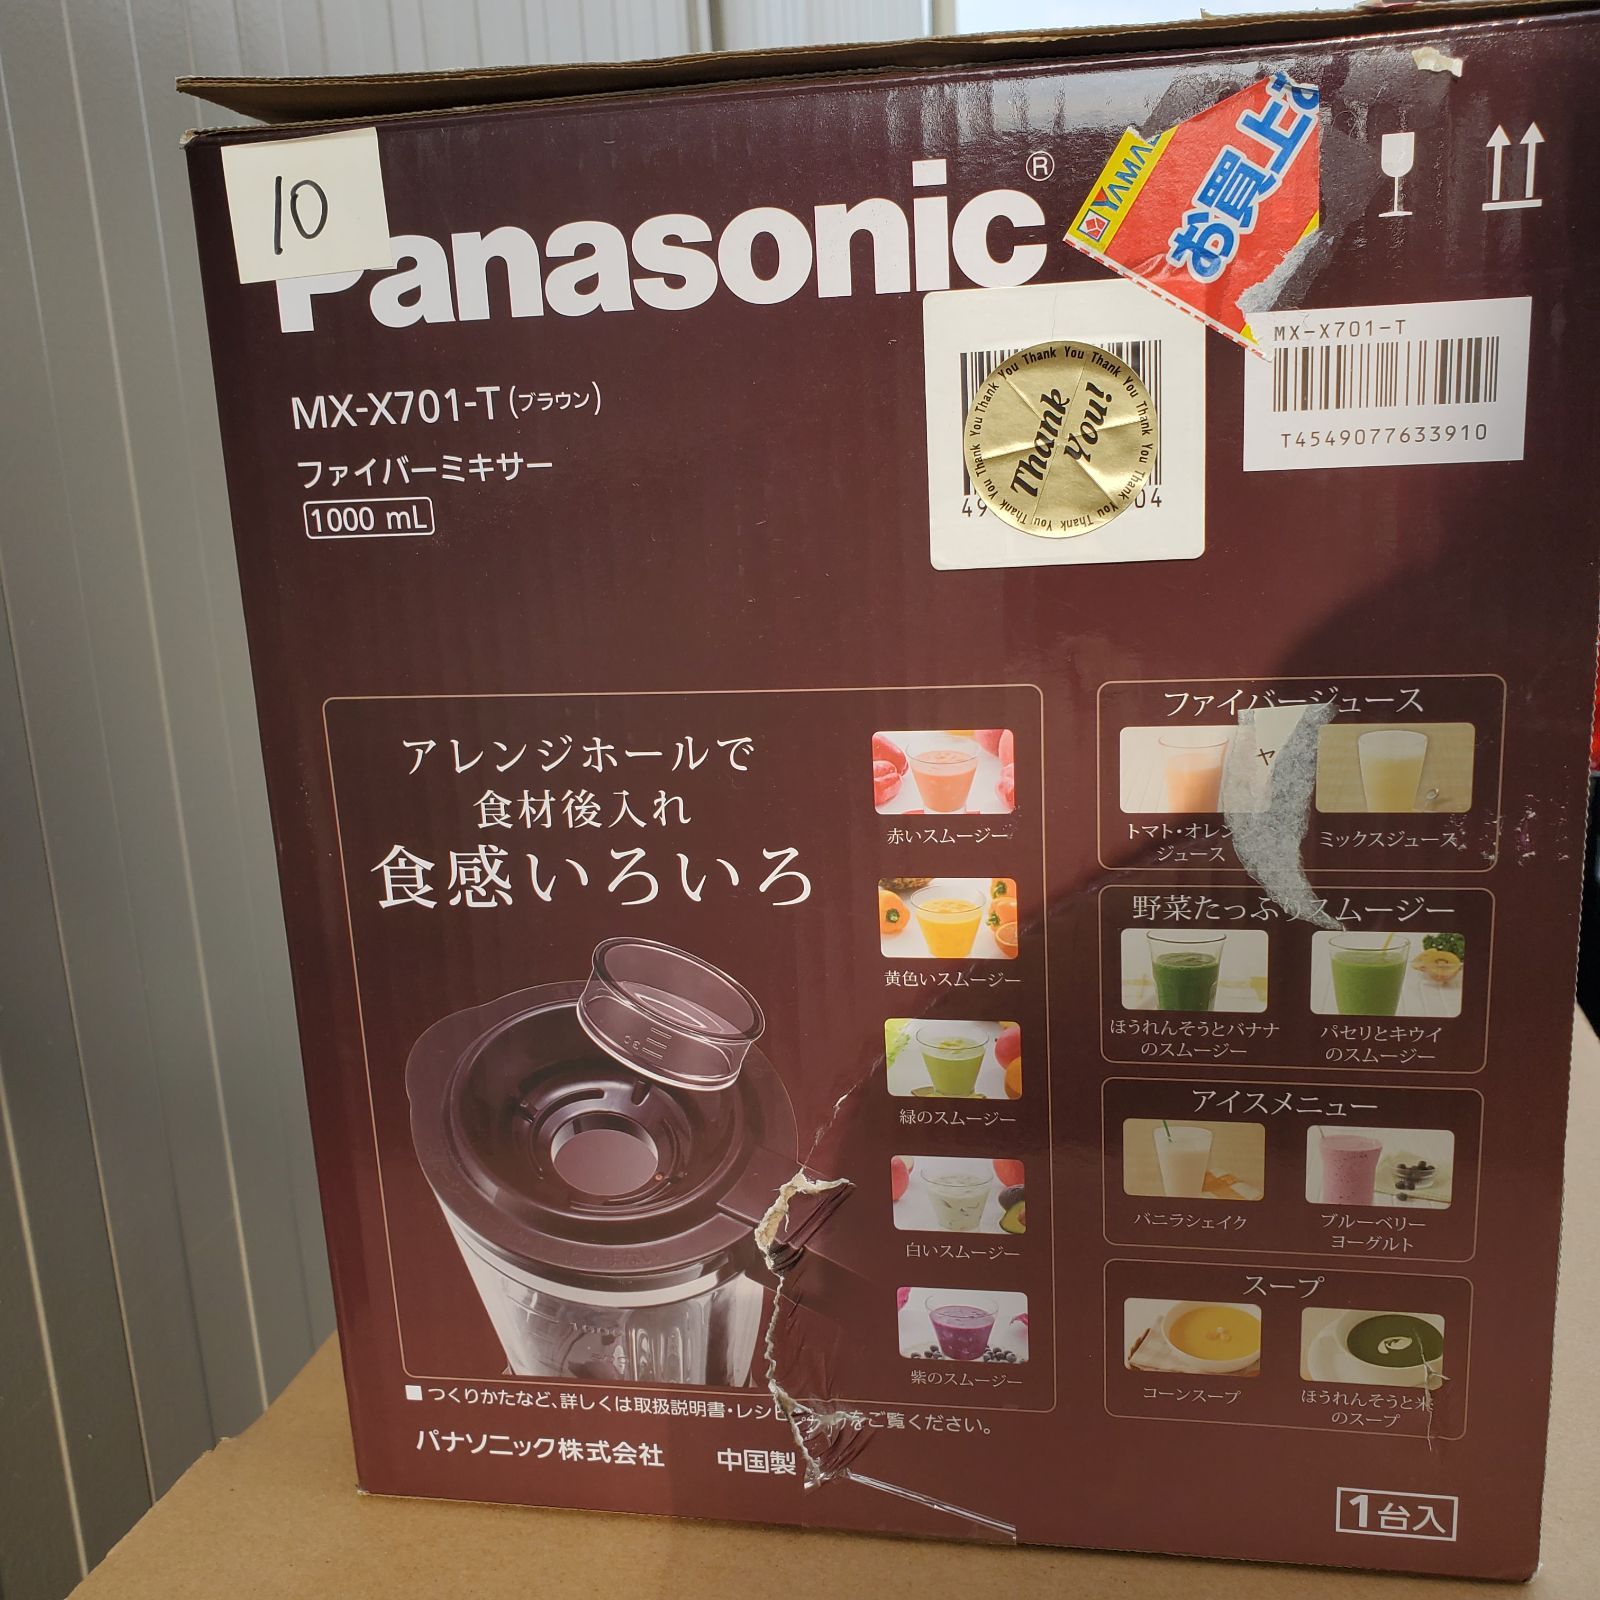 10
Panasonic®
YAMADA
お買上
MX-X701-T(ブラウン)
ファイバーミキサー
1000 mL
Thank You!
Thank You Thank You Thank You Thank You Thank You Thank You Thank You
49
04
MX-X701-T
T4549077633910
アレンジホールで
食材後入れ
食感いろいろ
赤いスムージー
黄色いスムージー
緑のスムージー
白いスムージー
紫のスムージー
ファイバージュース
ヤ
トマト・オレン
ジュース
ミックスジュース
野菜たっぷりスムージー
ほうれんそうとバナナ
のスムージー
パセリとキウイ
のスムージー
アイスメニュー
バニラシェイク
ブルーベリー
ヨーグルト
スープ
コーンスープ
ほうれんそうと米
のスープ
1000
■ つくりかたなど、詳しくは取扱説明書・レシピ をご覧ください。
パナソニック株式会社 中国製
1台入